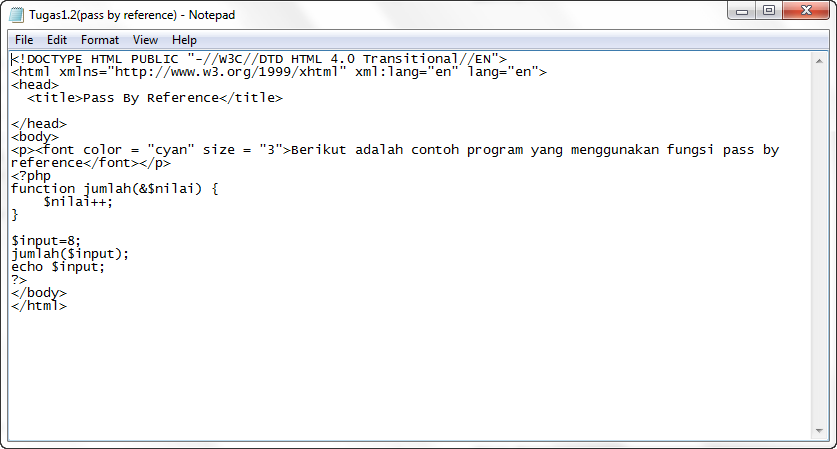 Tugas1.2(pass by reference) - Notepad
File Edit Format View Help
<!DOCTYPE HTML PUBLIC "-//W3C//DTD HTML 4.0 Transitional//EN">
<html xmlns="http://www.w3.org/1999/xhtml" xml:lang="en" lang="en">
<head>
  <title>Pass By Reference</title>

</head>
<body>
<p><font color = "cyan" size = "3">Berikut adalah contoh program yang menggunakan fungsi pass by
reference</font></p>
<?php
function jumlah(&$nilai) {
    $nilai++;
}

$input=8;
jumlah($input);
echo $input;
?>
</body>
</html>